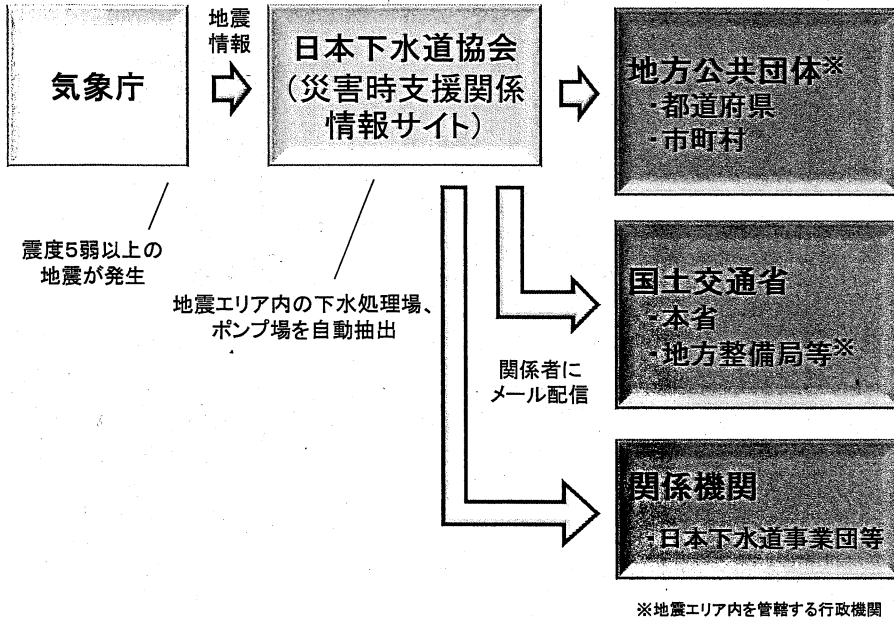 気象庁
地震
情報
日本下水道協会
(災害時支援関係
情報サイト)
地方公共団体※
・都道府県
・市町村
震度5弱以上の
地震が発生
地震エリア内の下水処理場、
ポンプ場を自動抽出
関係者に
メール配信
国土交通省
・本省
・地方整備局等※
関係機関
・日本下水道事業団等
※地震エリア内を管轄する行政機関